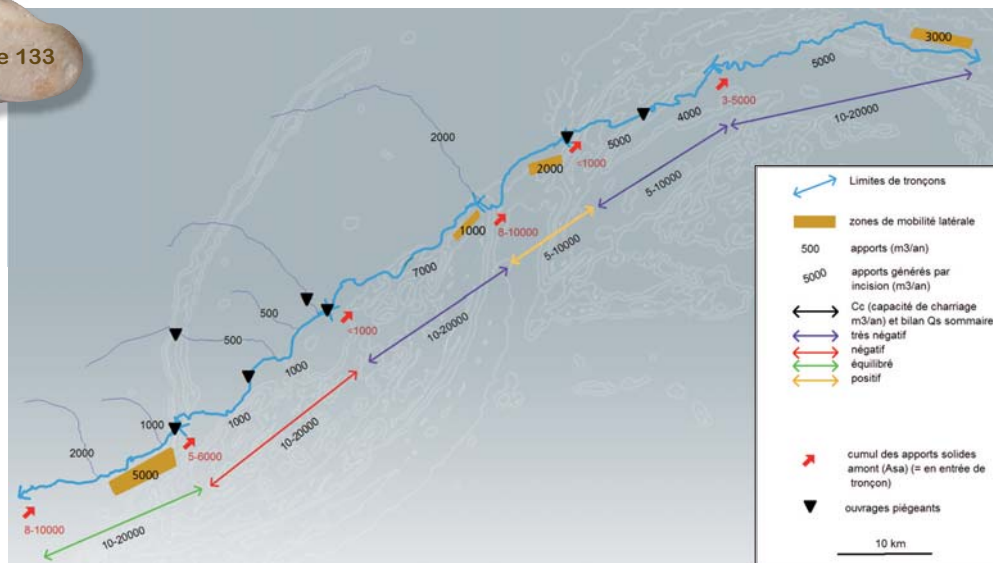 e 133
3000
5000
3-5000
10-20000
4000
5000
<1000
2000
2000
5-10000
8-10000
1000
5-10000
7000
10-20000
500
<1000
500
1000
10-20000
1000
1000
5-6000
2000
5000
8-10000
10-20000
Limites de tronçons
zones de mobilité latérale
500 apports (m3/an)
5000 apports générés par
incision (m3/an)
Cc (capacité de charriage
m3/an) et bilan Qs sommaire
très négatif
négatif
équilibré
positif
cumul des apports solides
amont (Asa) (= en entrée de
tronçon)
ouvrages piégeants
10 km